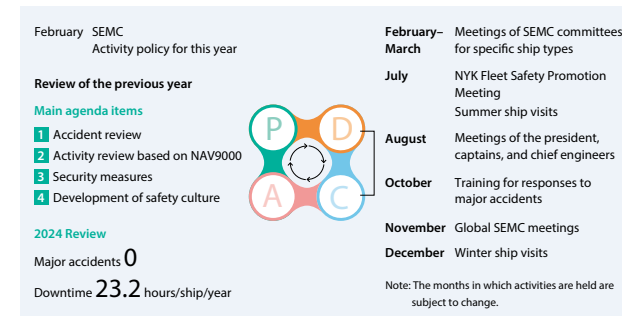 February SEMC
Activity policy for this year
Review of the previous year
Main agenda items
1 Accident review
2 Activity review based on NAV9000
3 Security measures
4 Development of safety culture
2024 Review
Major accidents 0
Downtime 23.2 hours/ship/year
P D
A C
February– Meetings of SEMC committees
March for specific ship types
July NYK Fleet Safety Promotion
Meeting
Summer ship visits
August Meetings of the president,
captains, and chief engineers
October Training for responses to
major accidents
November Global SEMC meetings
December Winter ship visits
Note: The months in which activities are held are
subject to change.